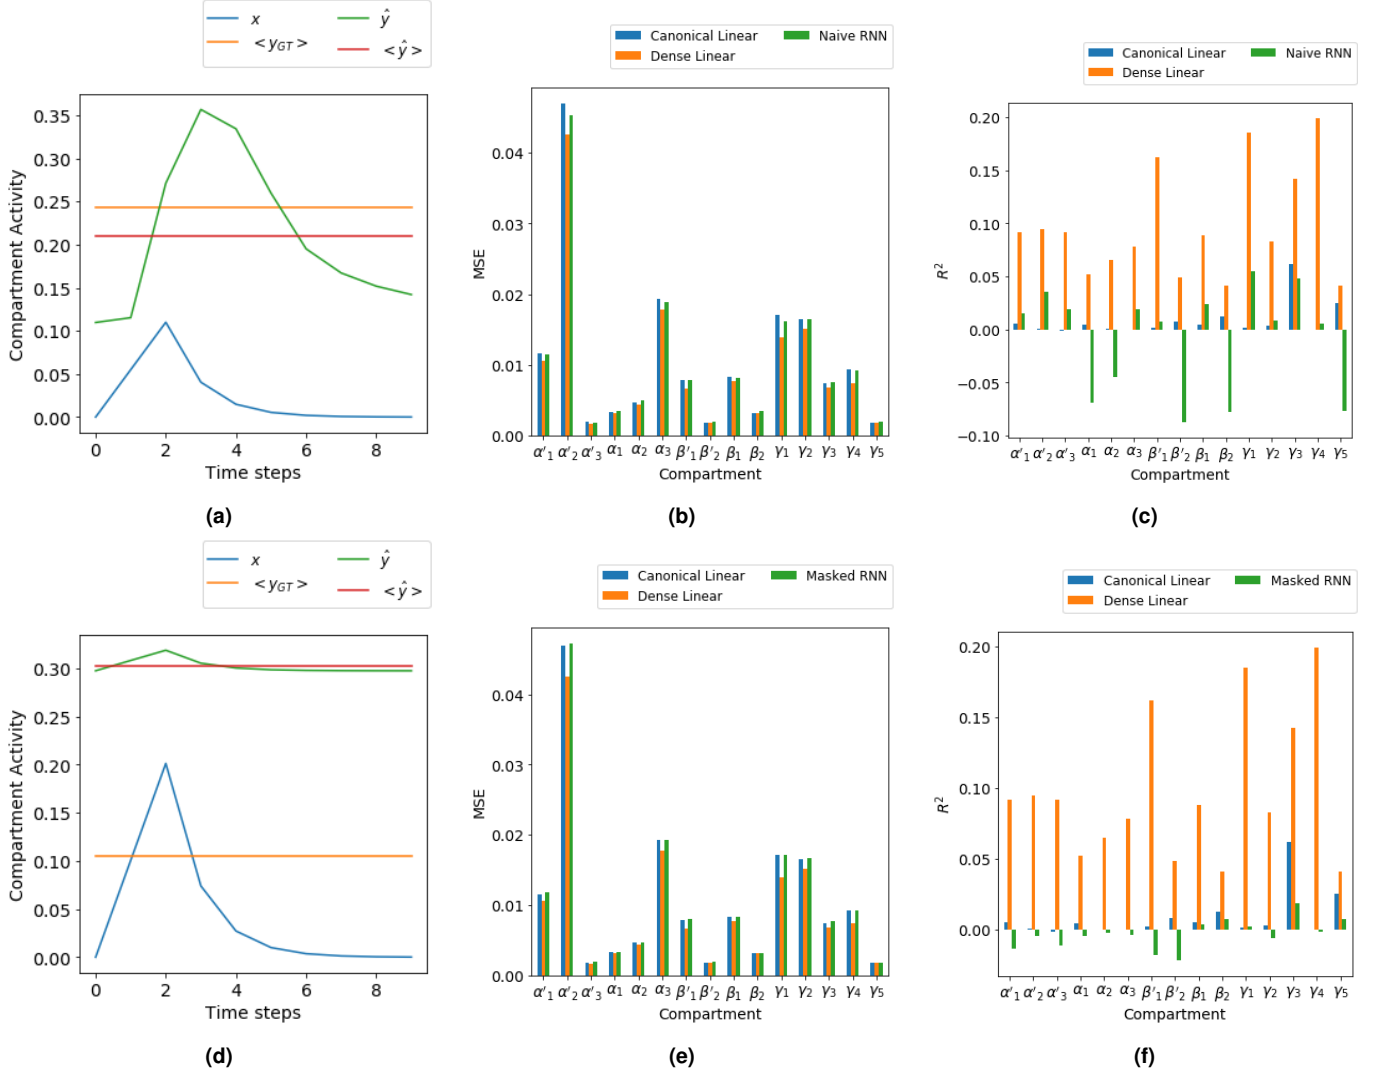 x
ŷ
<y_GT>
<ŷ>
Compartment Activity
0.35
0.30
0.25
0.20
0.15
0.10
0.05
0.00
0 2 4 6 8
Time steps
(a)
Canonical Linear
Naive RNN
Dense Linear
MSE
0.04
0.03
0.02
0.01
0.00
α'₁ α'₂ α'₃ α₁ α₂ α₃ β'₁ β'₂ β₁ β₂ γ₁ γ₂ γ₃ γ₄ γ₅
Compartment
(b)
Canonical Linear
Naive RNN
Dense Linear
R²
0.20
0.15
0.10
0.05
0.00
−0.05
−0.10
α'₁ α'₂ α'₃ α₁ α₂ α₃ β'₁ β'₂ β₁ β₂ γ₁ γ₂ γ₃ γ₄ γ₅
Compartment
(c)
x
ŷ
<y_GT>
<ŷ>
Compartment Activity
0.30
0.25
0.20
0.15
0.10
0.05
0.00
0 2 4 6 8
Time steps
(d)
Canonical Linear
Masked RNN
Dense Linear
MSE
0.04
0.03
0.02
0.01
0.00
α'₁ α'₂ α'₃ α₁ α₂ α₃ β'₁ β'₂ β₁ β₂ γ₁ γ₂ γ₃ γ₄ γ₅
Compartment
(e)
Canonical Linear
Masked RNN
Dense Linear
R²
0.20
0.15
0.10
0.05
0.00
α'₁ α'₂ α'₃ α₁ α₂ α₃ β'₁ β'₂ β₁ β₂ γ₁ γ₂ γ₃ γ₄ γ₅
Compartment
(f)